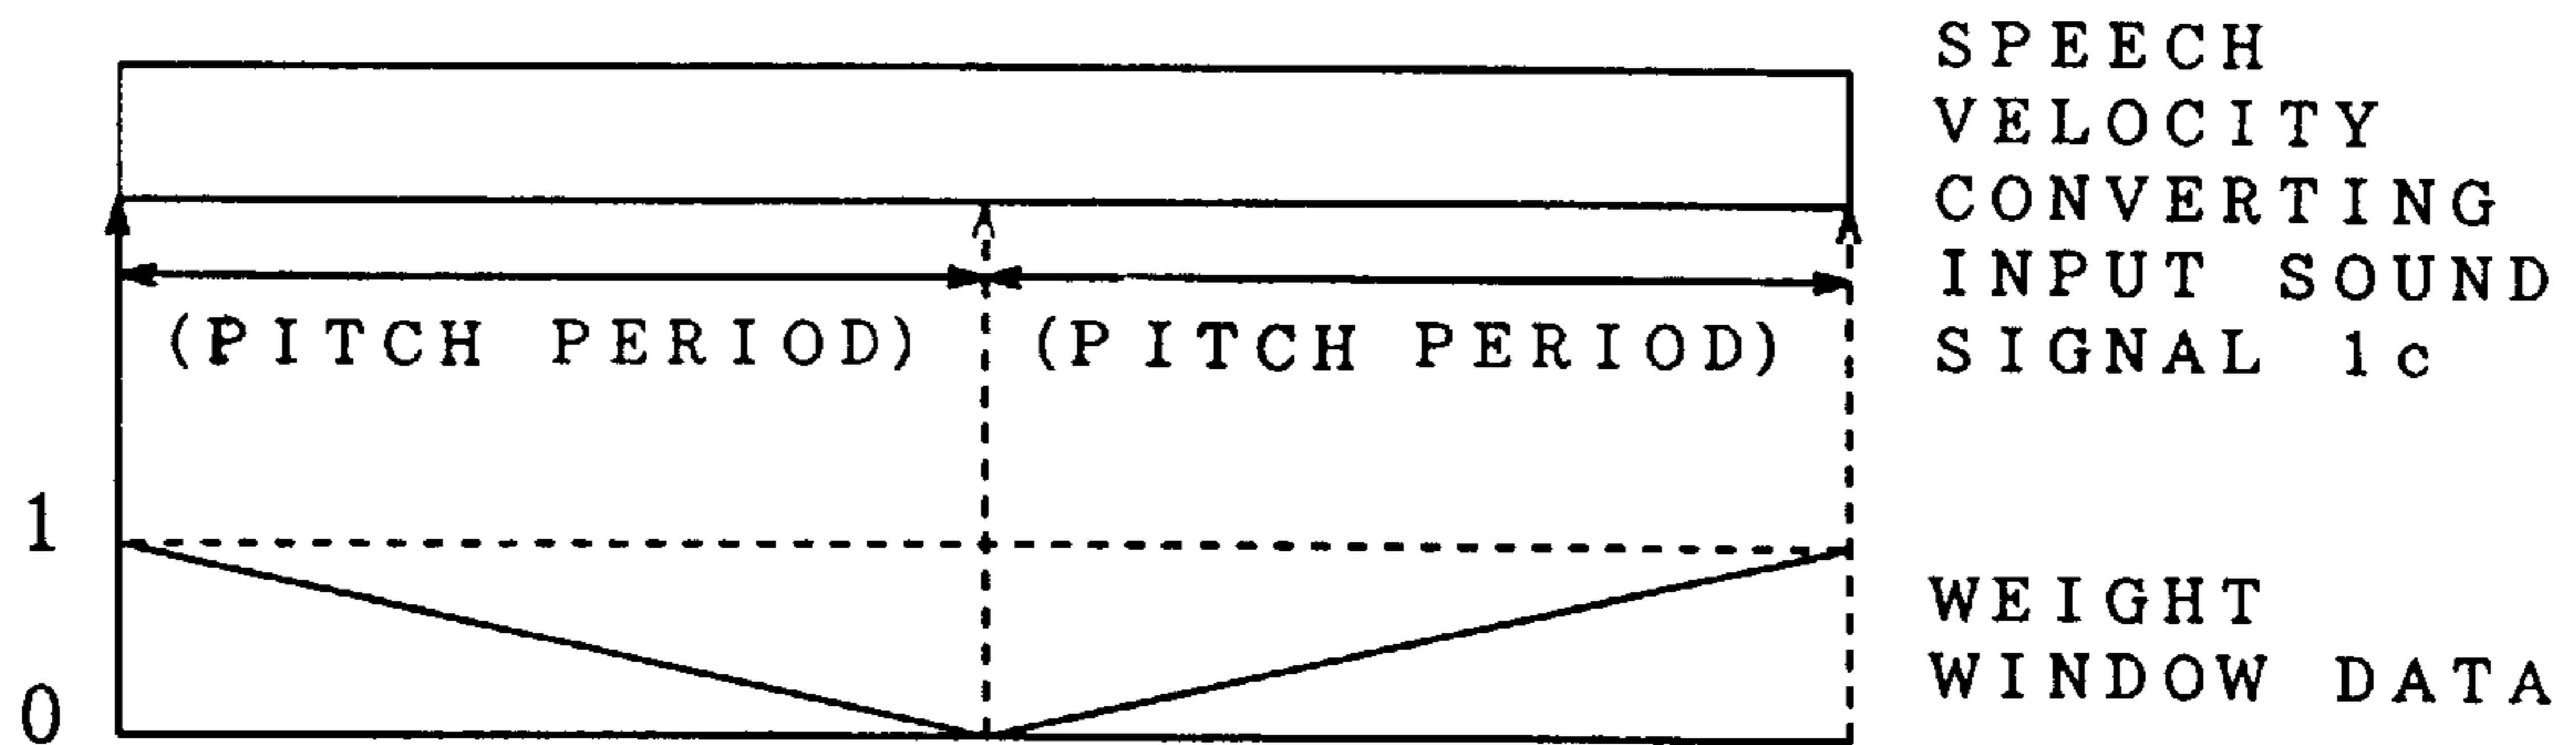 SPEECH
VELOCITY
CONVERTING
INPUT SOUND
SIGNAL 1c
(PITCH PERIOD) (PITCH PERIOD)
1
0
WEIGHT
WINDOW DATA